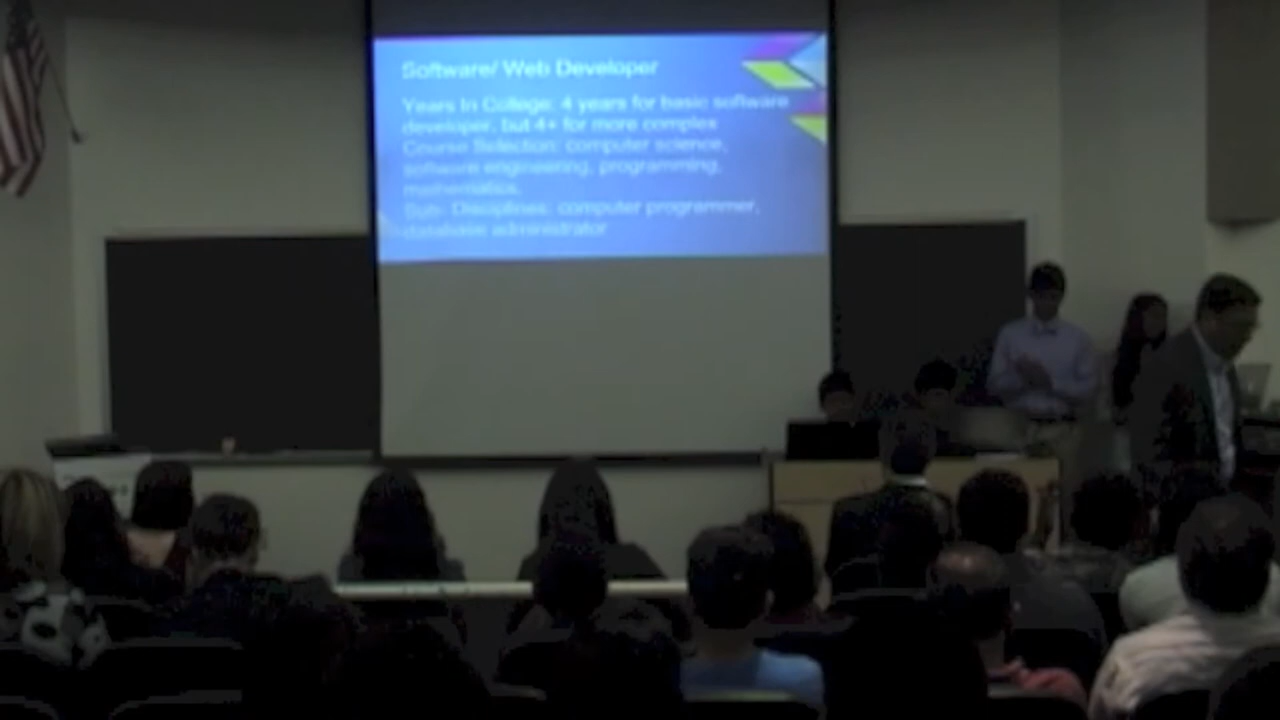 Software/ Web Developer
Years In College: 4 years for basic software
developer, but 4+ for more complex
Course Selection: computer science,
software engineering, programming,
mathematics.
Sub- Disciplines: computer programmer,
database administrator